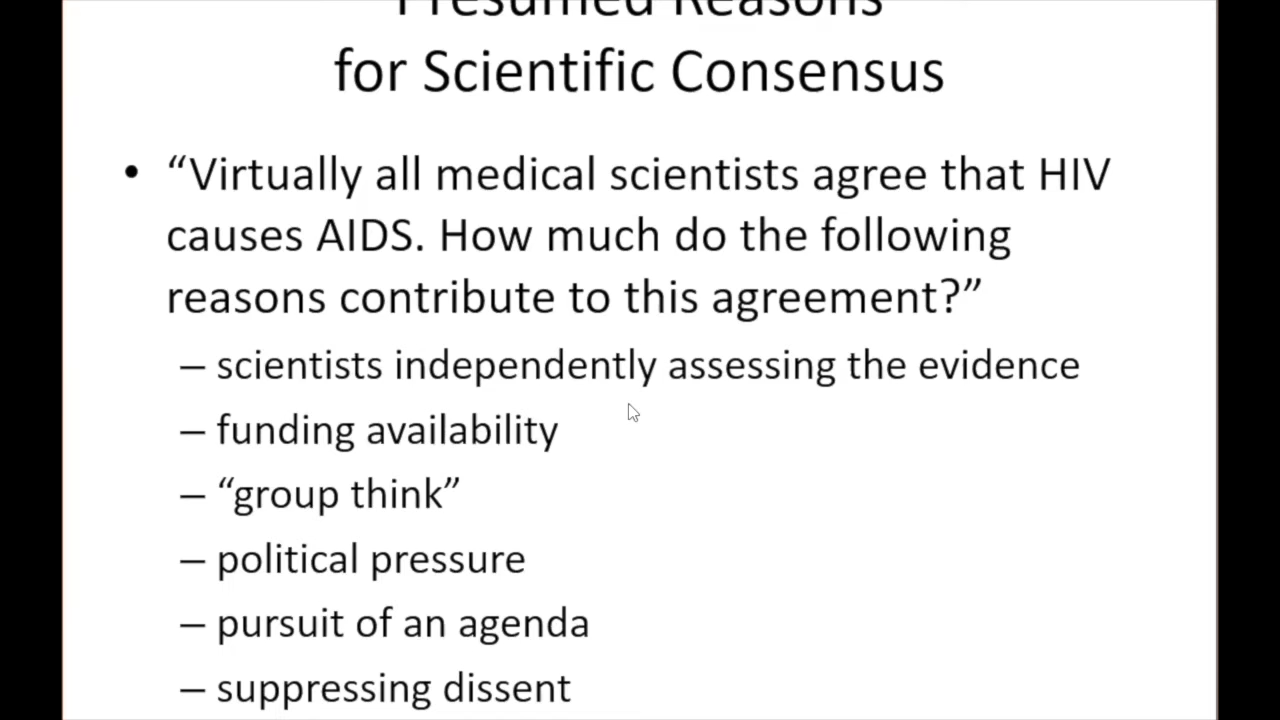 Presumed Reasons
for Scientific Consensus
• “Virtually all medical scientists agree that HIV
causes AIDS. How much do the following
reasons contribute to this agreement?”
– scientists independently assessing the evidence
– funding availability
– “group think”
– political pressure
– pursuit of an agenda
– suppressing dissent